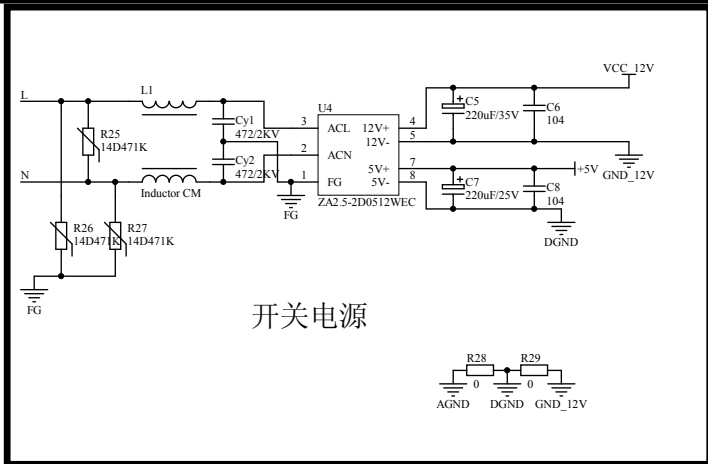 VCC_12V
L
L1
R25
14D471K
Cy1
472/2KV
Cy2
472/2KV
U4
3
ACL
12V+
4
12V-
5
2
ACN
5V+
7
1
FG
5V-
8
ZA2.5-2D0512WEC
C5
+
220uF/35V
C6
104
GND_12V
+5V
C7
+
220uF/25V
C8
104
DGND
N
Inductor CM
FG
R26
14D471K
R27
14D471K
FG
开关电源
R28
0
R29
0
AGND
DGND
GND_12V